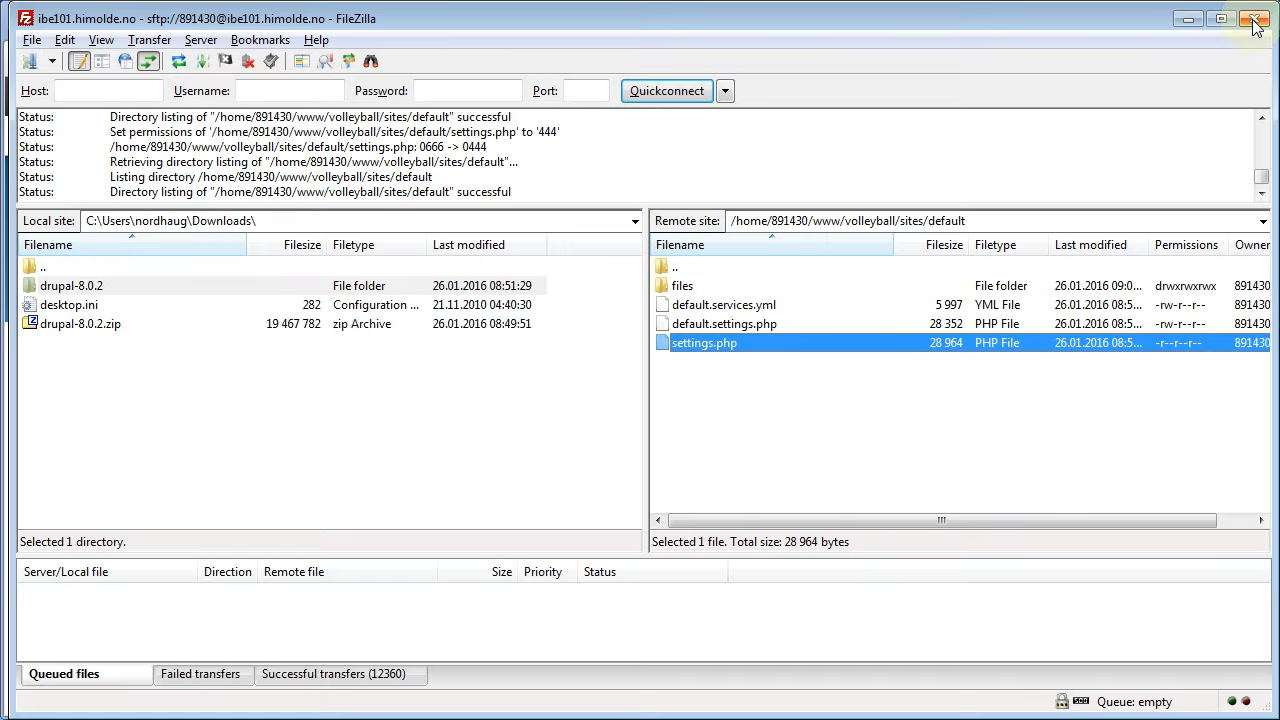 ibe101.himolde.no - sftp://891430@ibe101.himolde.no - FileZilla
File Edit View Transfer Server Bookmarks Help
Host: Username: Password: Port: Quickconnect
Status: Directory listing of "/home/891430/www/volleyball/sites/default" successful
Status: Set permissions of '/home/891430/www/volleyball/sites/default/settings.php' to '444'
Status: /home/891430/www/volleyball/sites/default/settings.php: 0666 -> 0444
Status: Retrieving directory listing of "/home/891430/www/volleyball/sites/default"...
Status: Listing directory /home/891430/www/volleyball/sites/default
Status: Directory listing of "/home/891430/www/volleyball/sites/default" successful
Local site: C:\Users\nordhaug\Downloads\
Filename Filesize Filetype Last modified
..
drupal-8.0.2 File folder 26.01.2016 08:51:29
desktop.ini 282 Configuration ... 21.11.2010 04:40:30
drupal-8.0.2.zip 19 467 782 zip Archive 26.01.2016 08:49:51
Selected 1 directory.
Remote site: /home/891430/www/volleyball/sites/default
Filename Filesize Filetype Last modified Permissions Owner
..
files File folder 26.01.2016 09:0... drwxrwxrwx 891430
default.services.yml 5 997 YML File 26.01.2016 08:5... -rw-r--r-- 891430
default.settings.php 28 352 PHP File 26.01.2016 08:5... -rw-r--r-- 891430
settings.php 28 964 PHP File 26.01.2016 08:5... -r--r--r-- 891430
Selected 1 file. Total size: 28 964 bytes
Server/Local file Direction Remote file Size Priority Status
Queued files Failed transfers Successful transfers (12360)
Queue: empty